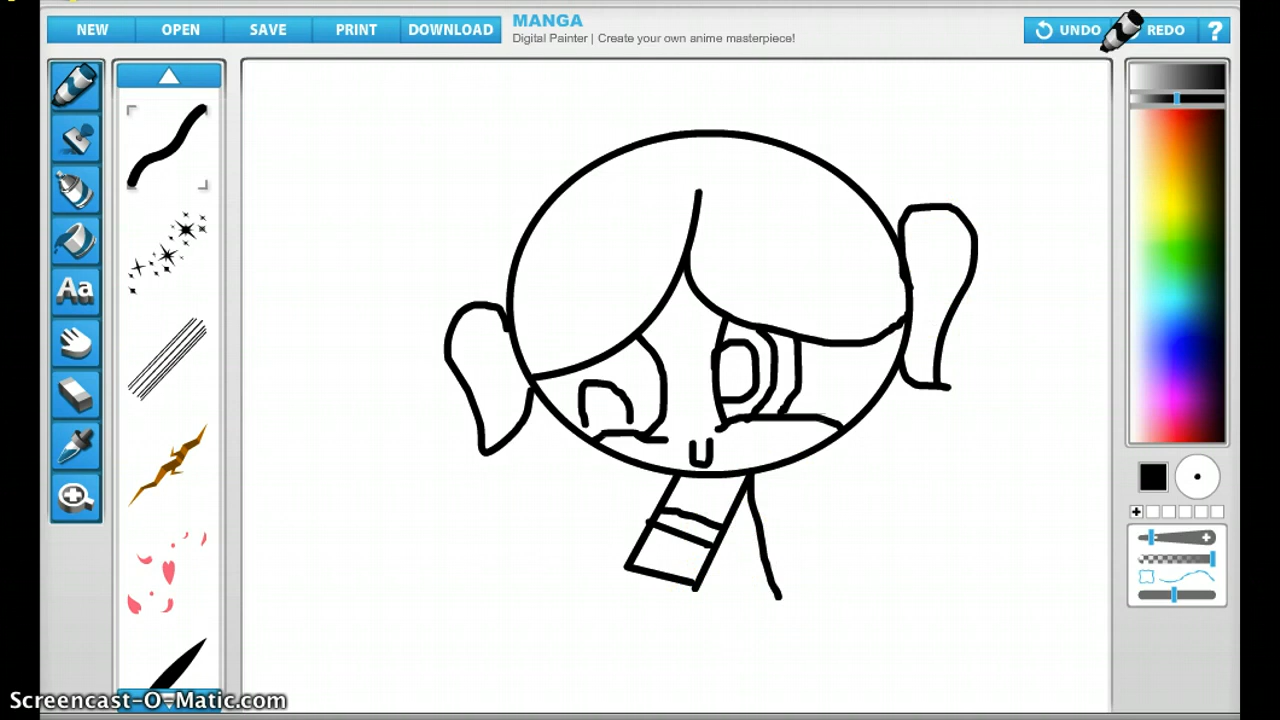 NEW OPEN SAVE PRINT DOWNLOAD
MANGA
Digital Painter | Create your own anime masterpiece!
UNDO REDO ?
Aa
Screencast-O-Matic.com